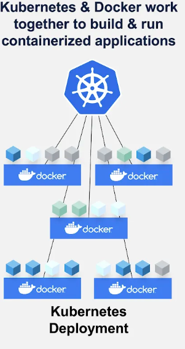 Kubernetes & Docker work
together to build & run
containerized applications
docker
docker
docker
docker
docker
Kubernetes
Deployment